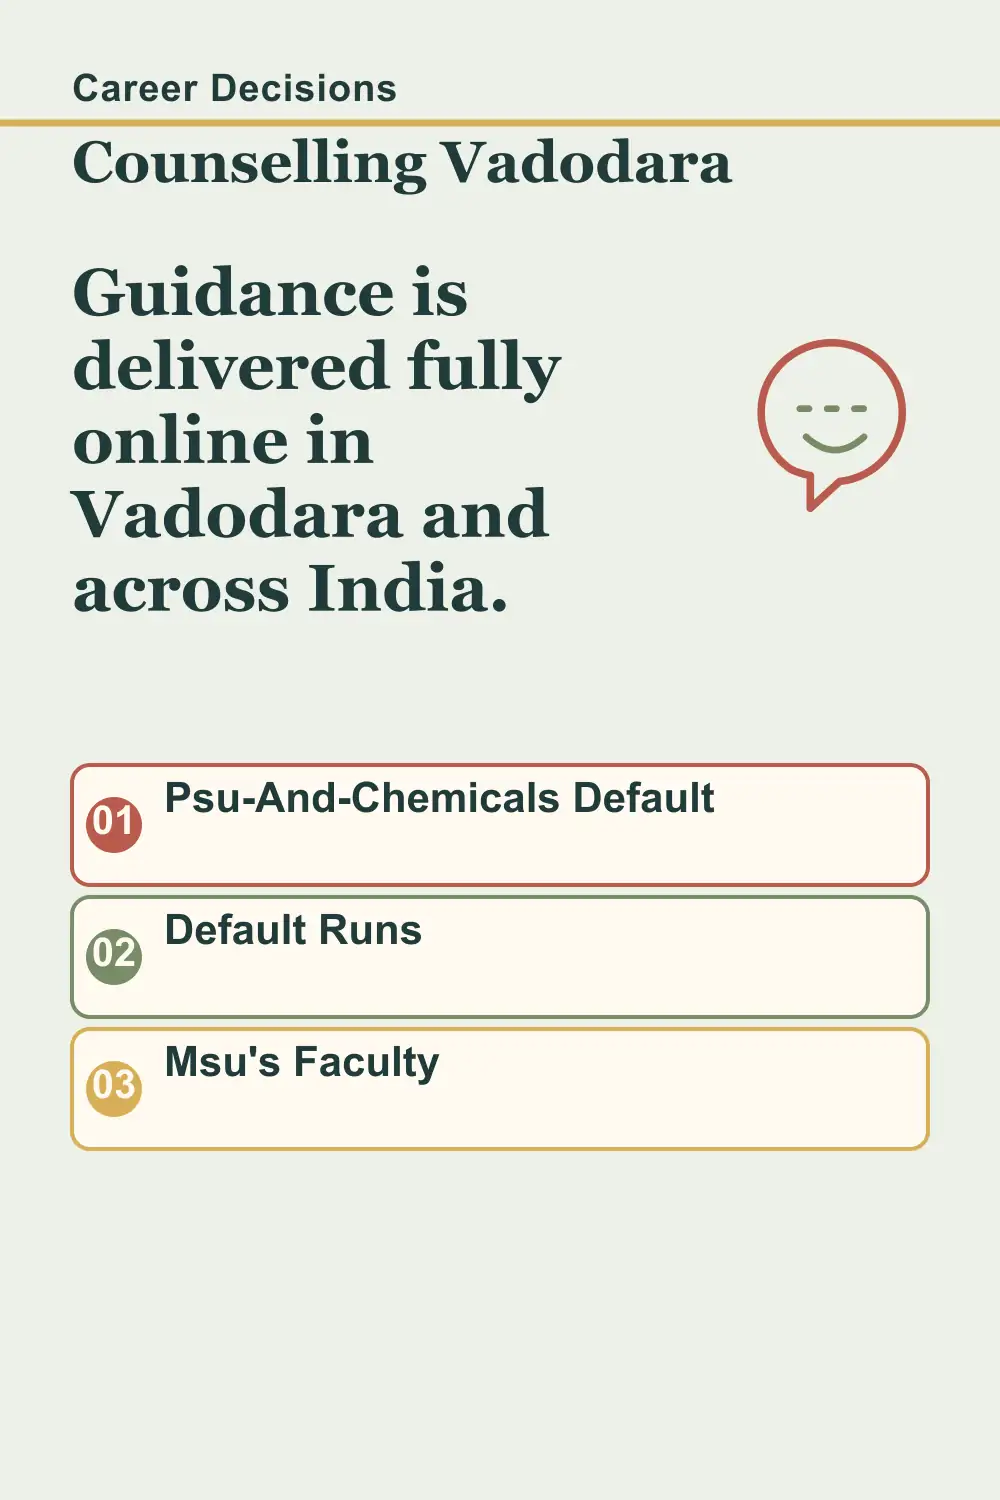 Career Decisions
Counselling Vadodara
Guidance is
delivered fully
online in
Vadodara and
across India.
01 Psu-And-Chemicals Default
02 Default Runs
03 Msu's Faculty